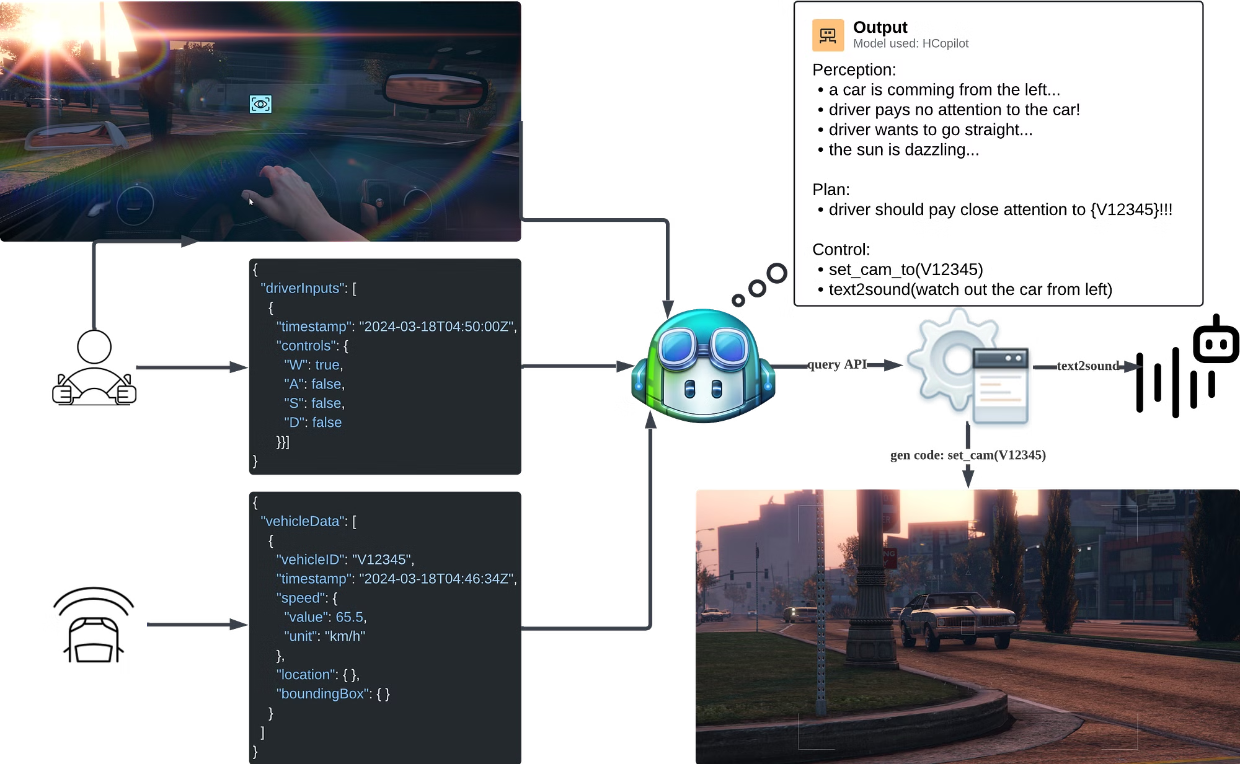 Output
Model used: HCopilot
Perception:
• a car is comming from the left...
• driver pays no attention to the car!
• driver wants to go straight...
• the sun is dazzling...
Plan:
• driver should pay close attention to {V12345}!!!
Control:
• set_cam_to(V12345)
• text2sound(watch out the car from left)
{
"driverInputs": [
{
"timestamp": "2024-03-18T04:50:00Z",
"controls": {
"W": true,
"A": false,
"S": false,
"D": false
}}]
}
query API
text2sound
gen code: set_cam(V12345)
{
"vehicleData": [
{
"vehicleID": "V12345",
"timestamp": "2024-03-18T04:46:34Z",
"speed": {
"value": 65.5,
"unit": "km/h"
},
"location": { },
"boundingBox": { }
}
]
}